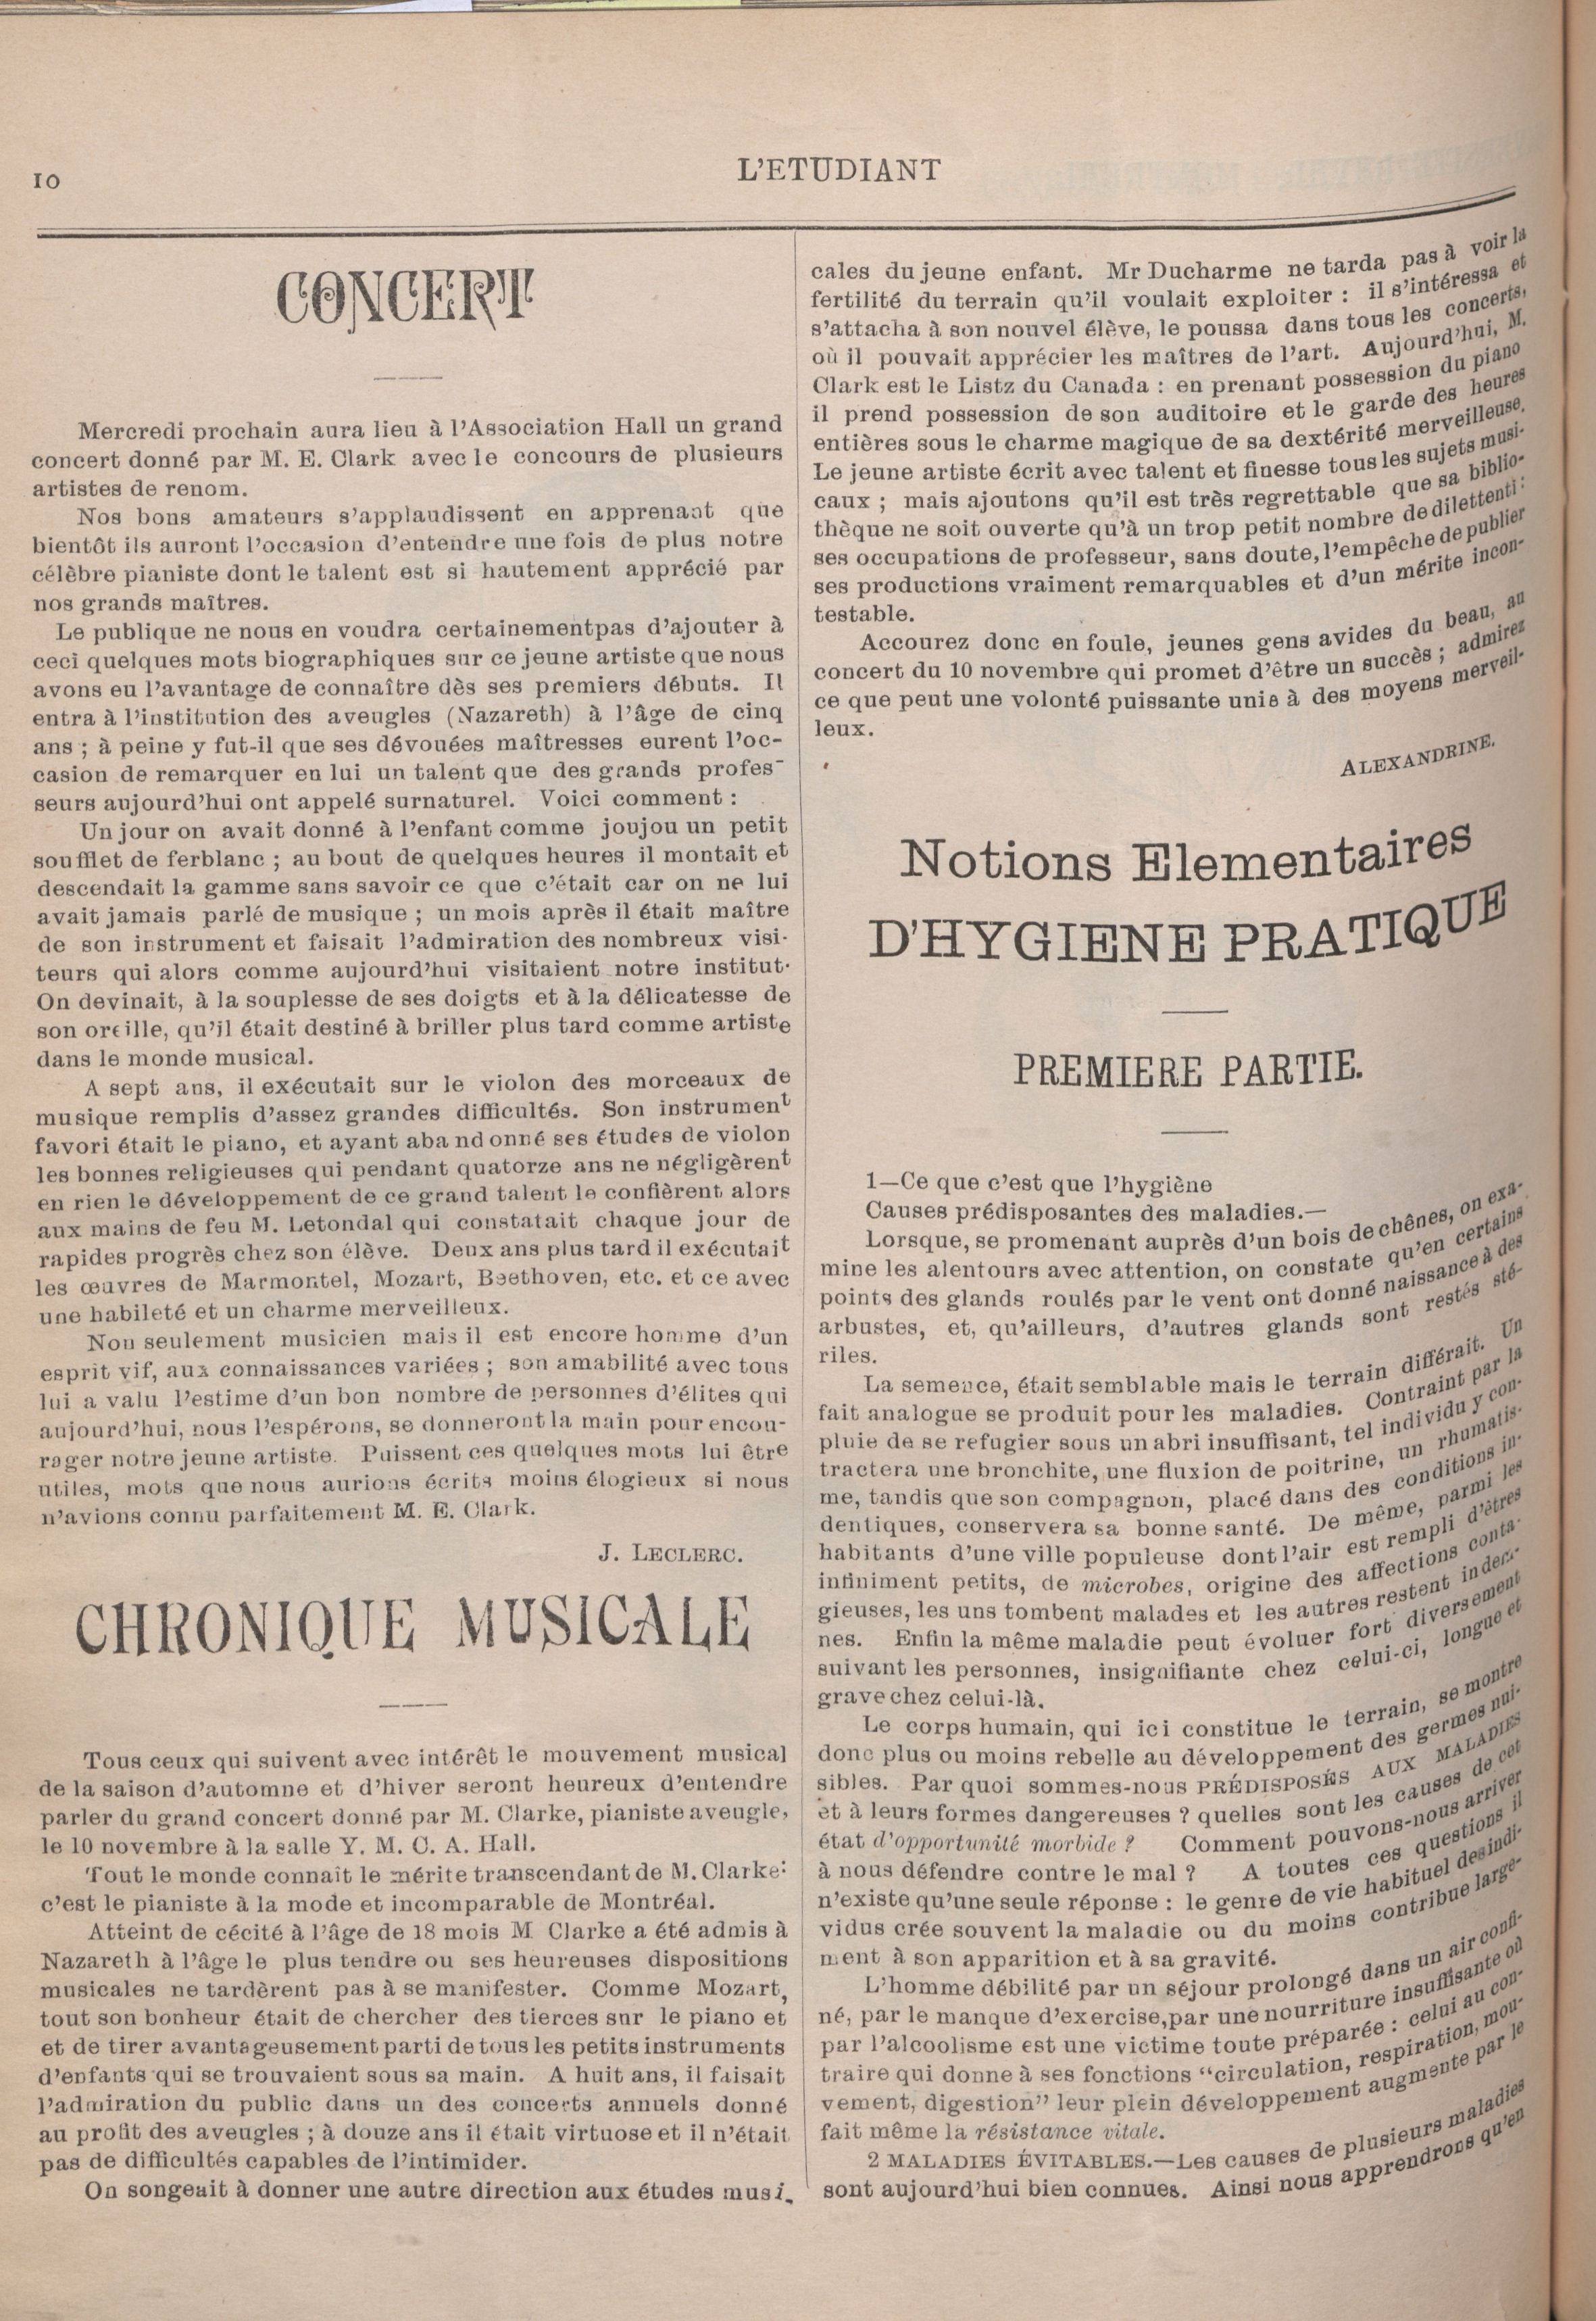 10
L'ETUDIANT
CONCERT
Mercredi prochain aura lieu à l'Association Hall un grand
concert donné par M. E. Clark avec le concours de plusieurs
artistes de renom.
Nos bons amateurs s'applaudissent en apprenant que
bientôt ils auront l'occasion d'entendre une fois de plus notre
célèbre pianiste dont le talent est si hautement apprécié par
nos grands maîtres.
Le publique ne nous en voudra certainementpas d'ajouter à
ceci quelques mots biographiques sur ce jeune artiste que nous
avons eu l'avantage de connaître dès ses premiers débuts. Il
entra à l'institution des aveugles (Nazareth) à l'âge de cinq
ans ; à peine y fut-il que ses dévouées maîtresses eurent l'oc-
casion de remarquer en lui un talent que des grands profes-
seurs aujourd'hui ont appelé surnaturel. Voici comment :
Un jour on avait donné à l'enfant comme joujou un petit
soufflet de ferblanc ; au bout de quelques heures il montait et
descendait la gamme sans savoir ce que c'était car on ne lui
avait jamais parlé de musique ; un mois après il était maître
de son instrument et faisait l'admiration des nombreux visi-
teurs qui alors comme aujourd'hui visitaient notre institut.
On devinait, à la souplesse de ses doigts et à la délicatesse de
son oreille, qu'il était destiné à briller plus tard comme artiste
dans le monde musical.
A sept ans, il exécutait sur le violon des morceaux de
musique remplis d'assez grandes difficultés. Son instrument
favori était le piano, et ayant abandonné ses études de violon
les bonnes religieuses qui pendant quatorze ans ne négligèrent
en rien le développement de ce grand talent le confièrent alors
aux mains de feu M. Letondal qui constatait chaque jour de
rapides progrès chez son élève. Deux ans plus tard il exécutait
les œuvres de Marmontel, Mozart, Beethoven, etc. et ce avec
une habileté et un charme merveilleux.
Non seulement musicien mais il est encore homme d'un
esprit vif, aux connaissances variées ; son amabilité avec tous
lui a valu l'estime d'un bon nombre de personnes d'élites qui
aujourd'hui, nous l'espérons, se donneront la main pour encou-
rager notre jeune artiste. Puissent ces quelques mots lui être
utiles, mots que nous aurions écrits moins élogieux si nous
n'avions connu parfaitement M. E. Clark.
J. LECLERC.
CHRONIQUE MUSICALE
Tous ceux qui suivent avec intérêt le mouvement musical
de la saison d'automne et d'hiver seront heureux d'entendre
parler du grand concert donné par M. Clarke, pianiste aveugle,
le 10 novembre à la salle Y. M. C. A. Hall.
Tout le monde connaît le mérite transcendant de M. Clarke:
c'est le pianiste à la mode et incomparable de Montréal.
Atteint de cécité à l'âge de 18 mois M Clarke a été admis à
Nazareth à l'âge le plus tendre ou ses heureuses dispositions
musicales ne tardèrent pas à se manifester. Comme Mozart,
tout son bonheur était de chercher des tierces sur le piano et
et de tirer avantageusement parti de tous les petits instruments
d'enfants qui se trouvaient sous sa main. A huit ans, il faisait
l'admiration du public dans un des concerts annuels donné
au profit des aveugles ; à douze ans il était virtuose et il n'était
pas de difficultés capables de l'intimider.
On songeait à donner une autre direction aux études musi-
cales du jeune enfant. Mr Ducharme ne tarda pas à voir la
fertilité du terrain qu'il voulait exploiter : il s'intéressa et
s'attacha à son nouvel élève, le poussa dans tous les concerts,
où il pouvait apprécier les maîtres de l'art. Aujourd'hui, M.
Clark est le Listz du Canada : en prenant possession du piano
il prend possession de son auditoire et le garde des heures
entières sous le charme magique de sa dextérité merveilleuse.
Le jeune artiste écrit avec talent et finesse tous les sujets musi-
caux ; mais ajoutons qu'il est très regrettable que sa biblio-
thèque ne soit ouverte qu'à un trop petit nombre de dilettenti :
ses occupations de professeur, sans doute, l'empêche de publier
ses productions vraiment remarquables et d'un mérite incon-
testable.
Accourez donc en foule, jeunes gens avides du beau, au
concert du 10 novembre qui promet d'être un succès ; admirez
ce que peut une volonté puissante unie à des moyens merveil-
leux.
ALEXANDRINE.
Notions Elementaires
D'HYGIENE PRATIQUE
PREMIERE PARTIE.
1—Ce que c'est que l'hygiène
Causes prédisposantes des maladies.—
Lorsque, se promenant auprès d'un bois de chênes, on exa-
mine les alentours avec attention, on constate qu'en certains
points des glands roulés par le vent ont donné naissance à des
arbustes, et, qu'ailleurs, d'autres glands sont restés sté-
riles.
La semence, était semblable mais le terrain différait. Un
fait analogue se produit pour les maladies. Contraint par la
pluie de se refugier sous un abri insuffisant, tel individu y con-
tractera une bronchite, une fluxion de poitrine, un rhumatis-
me, tandis que son compagnon, placé dans des conditions in-
dentiques, conservera sa bonne santé. De même, parmi les
habitants d'une ville populeuse dont l'air est rempli d'êtres
infiniment petits, de microbes, origine des affections conta-
gieuses, les uns tombent malades et les autres restent indem-
nes. Enfin la même maladie peut évoluer fort diversement
suivant les personnes, insignifiante chez celui-ci, longue et
grave chez celui-là.
Le corps humain, qui ici constitue le terrain, se montre
donc plus ou moins rebelle au développement des germes nui-
sibles. Par quoi sommes-nous PRÉDISPOSÉS AUX MALADIES
et à leurs formes dangereuses ? quelles sont les causes de cet
état d'opportunité morbide ? Comment pouvons-nous arriver
à nous défendre contre le mal ? A toutes ces questions il
n'existe qu'une seule réponse : le genre de vie habituel des indi-
vidus crée souvent la maladie ou du moins contribue large-
ment à son apparition et à sa gravité.
L'homme débilité par un séjour prolongé dans un air confi-
né, par le manque d'exercise, par une nourriture insuffisante où
par l'alcoolisme est une victime toute préparée : celui au con-
traire qui donne à ses fonctions "circulation, respiration, mou-
vement, digestion" leur plein développement augmente par le
fait même la résistance vitale.
2 MALADIES ÉVITABLES.—Les causes de plusieurs maladies
sont aujourd'hui bien connues. Ainsi nous apprendrons qu'en